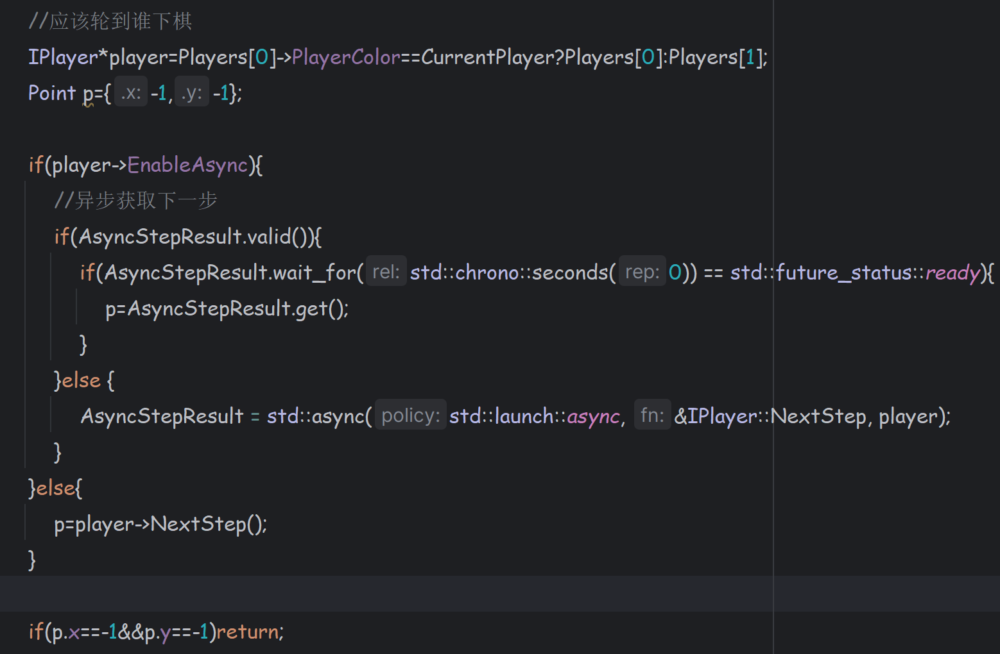 //应该轮到谁下棋
IPlayer*player=Players[0]->PlayerColor==CurrentPlayer?Players[0]:Players[1];
Point p={ .x: -1, .y: -1};
if(player->EnableAsync){
//异步获取下一步
if(AsyncStepResult.valid()){
if(AsyncStepResult.wait_for( rel: std::chrono::seconds( rep: 0)) == std::future_status::ready){
p=AsyncStepResult.get();
}
}else {
AsyncStepResult = std::async( policy: std::launch::async, fn: &IPlayer::NextStep, player);
}
}else{
p=player->NextStep();
}
if(p.x==-1&&p.y==-1)return;